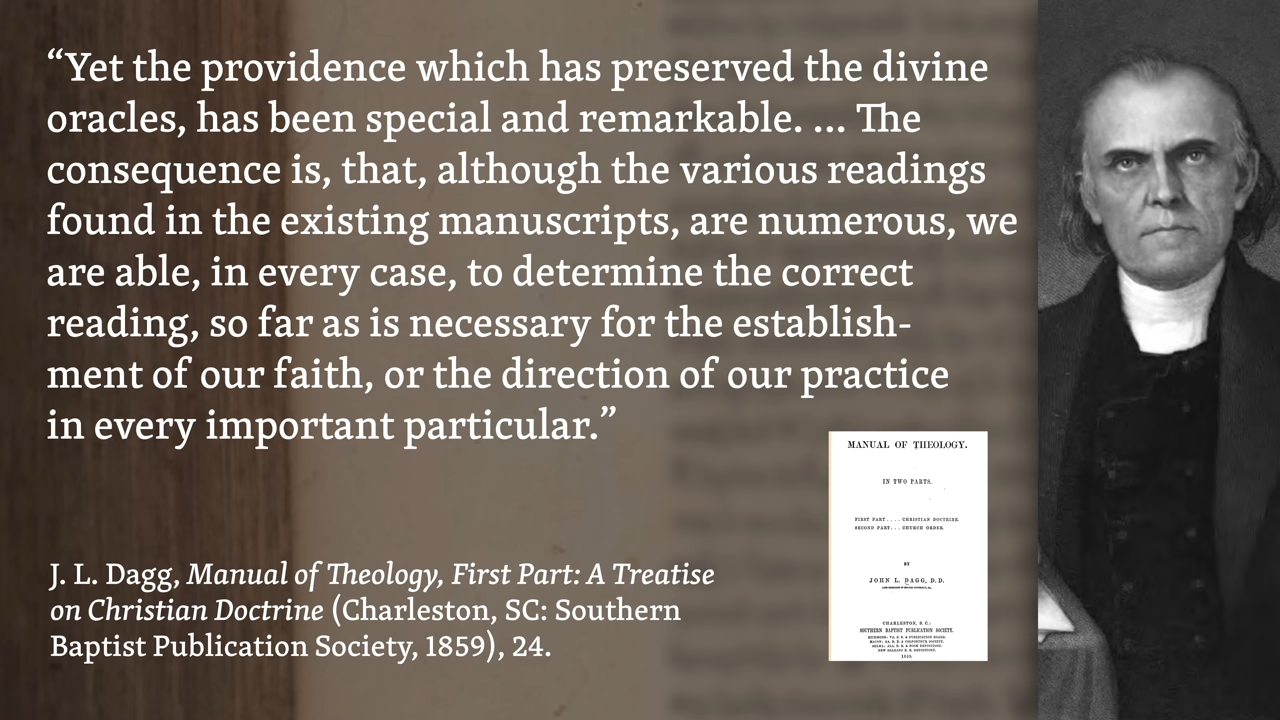 “Yet the providence which has preserved the divine
oracles, has been special and remarkable. ... The
consequence is, that, although the various readings
found in the existing manuscripts, are numerous, we
are able, in every case, to determine the correct
reading, so far as is necessary for the establish-
ment of our faith, or the direction of our practice
in every important particular.”
J. L. Dagg, Manual of Theology, First Part: A Treatise
on Christian Doctrine (Charleston, SC: Southern
Baptist Publication Society, 1859), 24.
MANUAL OF THEOLOGY.
IN TWO PARTS.
FIRST PART .... CHRISTIAN DOCTRINE.
SECOND PART... CHURCH ORDER.
BY
JOHN L. DAGG, D.D.
CHARLESTON, S. C.:
SOUTHERN BAPTIST PUBLICATION SOCIETY.